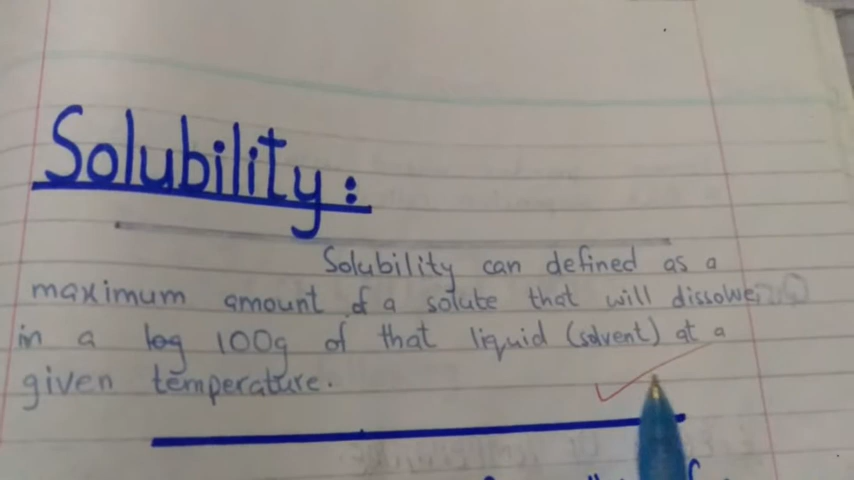 Solubility:
Solubility can defined as a
maximum amount of a solute that will dissolwe
in a log 100g of that liquid (solvent) at a
given temperature.